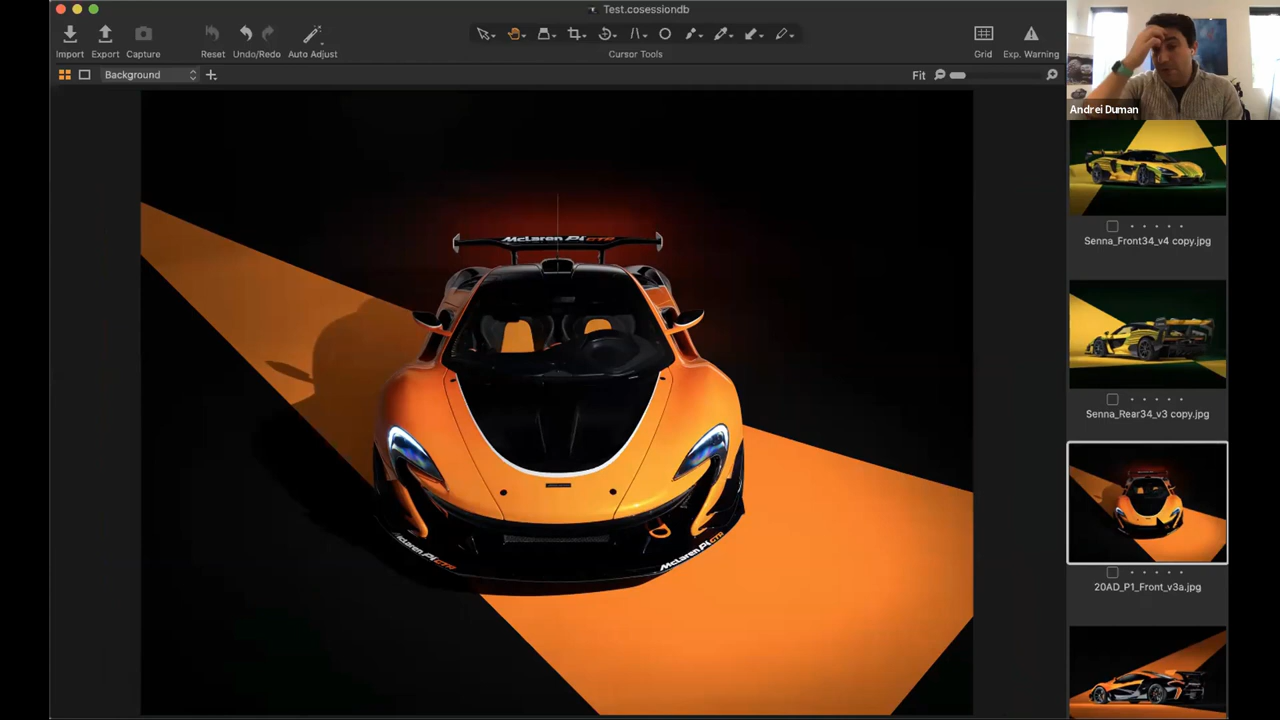 Test.cosessiondb
Import Export Capture Reset Undo/Redo Auto Adjust Cursor Tools Grid Exp. Warning
Background Fit
Andrei Duman
McLaren P1 GTR
McLaren P1 GTR
McLaren P1 GTR
Senna_Front34_v4 copy.jpg
Senna_Rear34_v3 copy.jpg
20AD_P1_Front_v3a.jpg